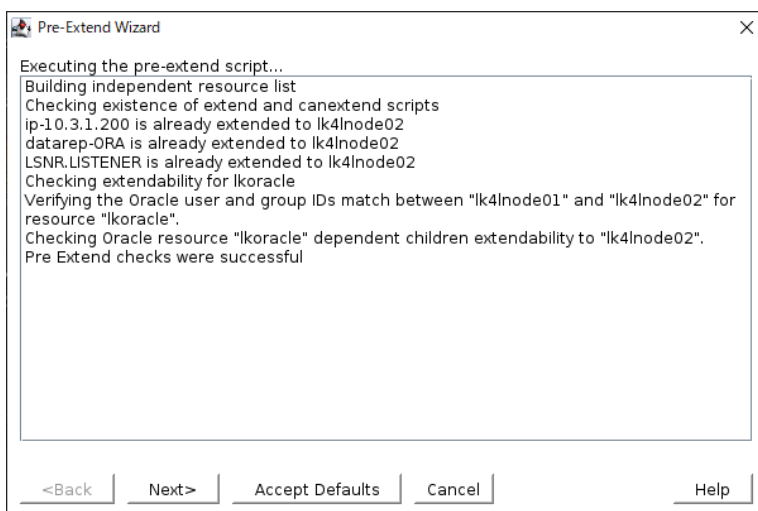 Pre-Extend Wizard
Executing the pre-extend script...
Building independent resource list
Checking existence of extend and canextend scripts
ip-10.3.1.200 is already extended to lk4lnode02
datarep-ORA is already extended to lk4lnode02
LSNR.LISTENER is already extended to lk4lnode02
Checking extendability for lkoracle
Verifying the Oracle user and group IDs match between "lk4lnode01" and "lk4lnode02" for
resource "lkoracle".
Checking Oracle resource "lkoracle" dependent children extendability to "lk4lnode02".
Pre Extend checks were successful
<Back
Next>
Accept Defaults
Cancel
Help